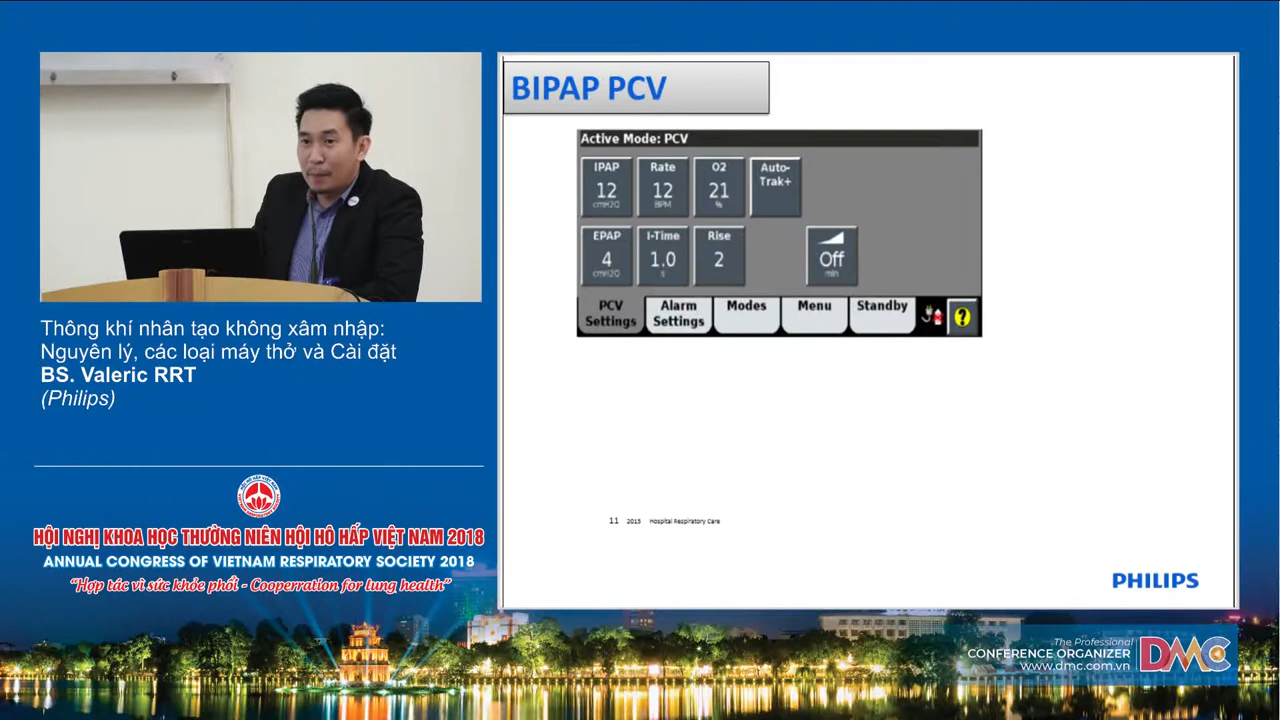 Thông khí nhân tạo không xâm nhập:
Nguyên lý, các loại máy thở và Cài đặt
BS. Valeric RRT
(Philips)
HỘI NGHỊ KHOA HỌC THƯỜNG NIÊN HỘI HÔ HẤP VIỆT NAM 2018
ANNUAL CONGRESS OF VIETNAM RESPIRATORY SOCIETY 2018
“Hợp tác vì sức khỏe phổi - Cooperration for lung health”
BIPAP PCV
Active Mode: PCV
IPAP Rate O2 Auto-
Trak+
12 12 21
cmH2O BPM %
EPAP I-Time Rise
4 1.0 2 Off
cmH2O s min
PCV Alarm Modes Menu Standby
Settings Settings
?
11 2015 Hospital Respiratory Care
PHILIPS
The Professional
CONFERENCE ORGANIZER
www.dmc.com.vn
DMC